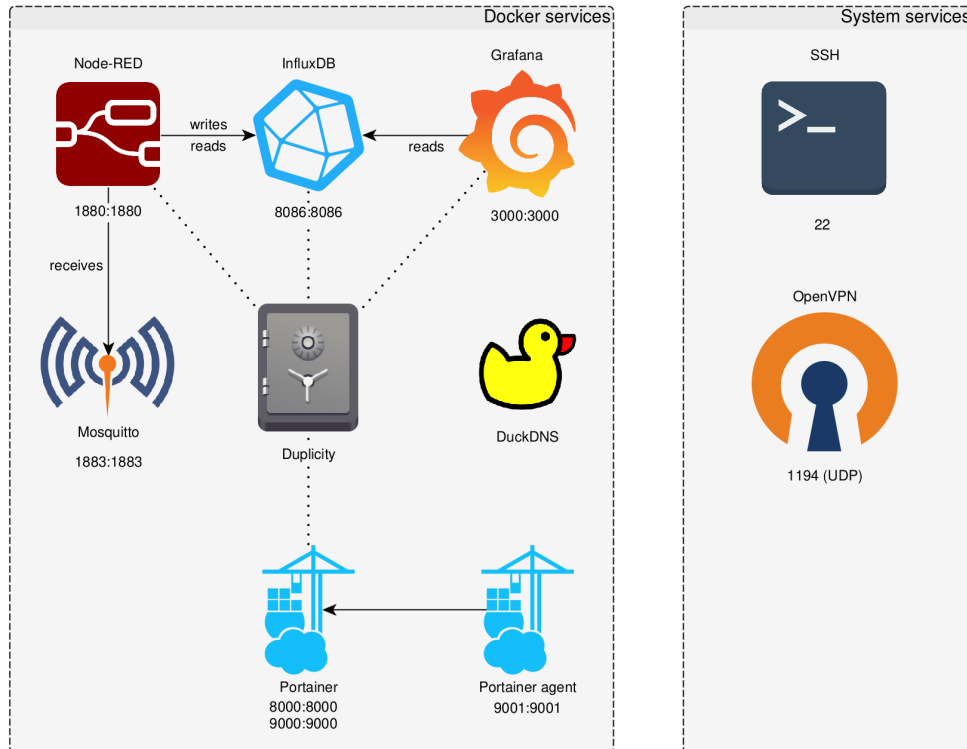 Docker services
System services
Node-RED
InfluxDB
Grafana
SSH
writes
reads
reads
1880:1880
8086:8086
3000:3000
22
receives
OpenVPN
Mosquitto
1883:1883
Duplicity
DuckDNS
1194 (UDP)
Portainer
8000:8000
9000:9000
Portainer agent
9001:9001